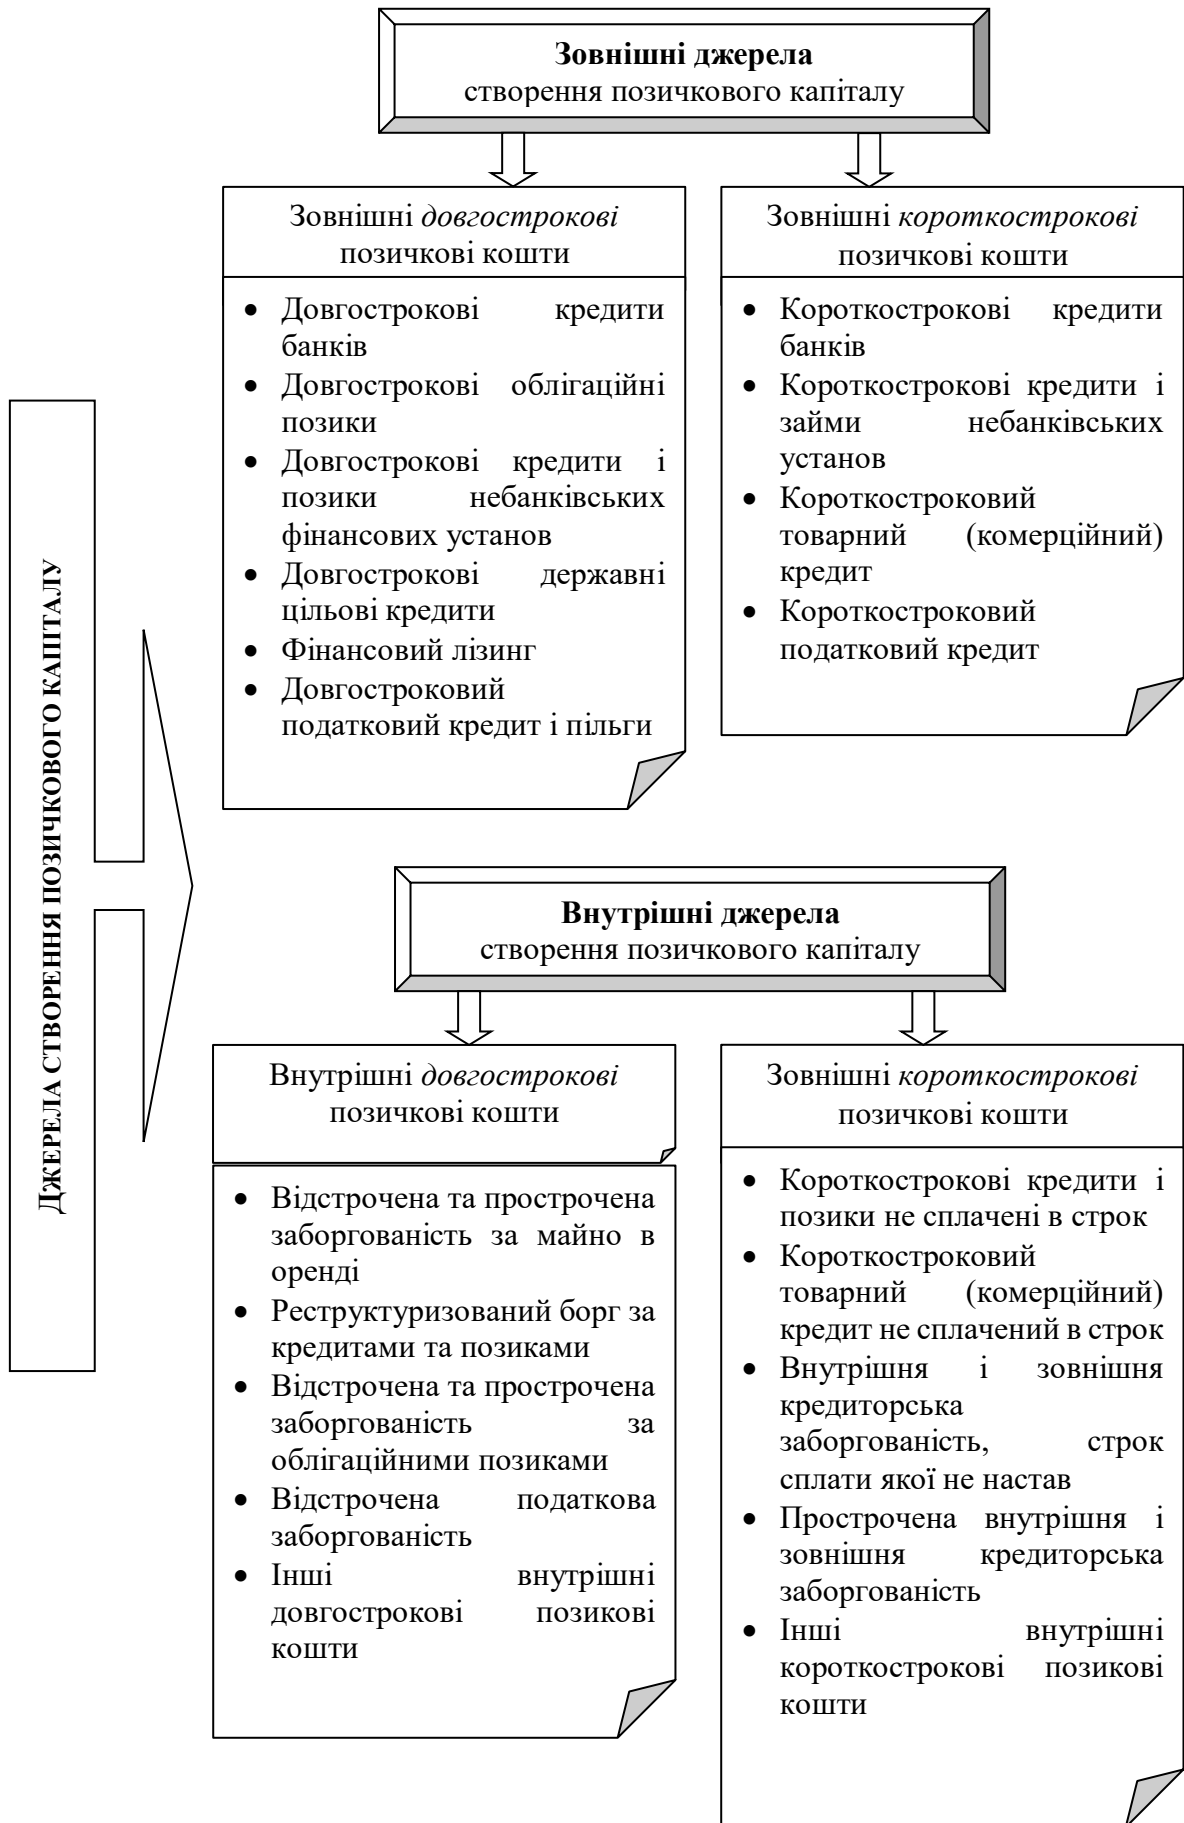 Зовнішні джерела
створення позичкового капіталу
Зовнішні довгострокові
позичкові кошти
Довгострокові кредити
банків
Довгострокові облігаційні
позики
Довгострокові кредити і
позики небанківських
фінансових установ
Довгострокові державні
цільові кредити
Фінансовий лізинг
Довгостроковий
податковий кредит і пільги
Зовнішні короткострокові
позичкові кошти
Короткострокові кредити
банків
Короткострокові кредити і
займи небанківських
установ
Короткостроковий
товарний (комерційний)
кредит
Короткостроковий
податковий кредит
ДЖЕРЕЛА СТВОРЕННЯ ПОЗИЧКОВОГО КАПІТАЛУ
Внутрішні джерела
створення позичкового капіталу
Внутрішні довгострокові
позичкові кошти
Відстрочена та прострочена
заборгованість за майно в
оренді
Реструктуризований борг за
кредитами та позиками
Відстрочена та прострочена
заборгованість за
облігаційними позиками
Відстрочена податкова
заборгованість
Інші внутрішні
довгострокові позикові
кошти
Зовнішні короткострокові
позичкові кошти
Короткострокові кредити і
позики не сплачені в строк
Короткостроковий
товарний (комерційний)
кредит не сплачений в строк
Внутрішня і зовнішня
кредиторська
заборгованість, строк
сплати якої не настав
Прострочена внутрішня і
зовнішня кредиторська
заборгованість
Інші внутрішні
короткострокові позикові
кошти